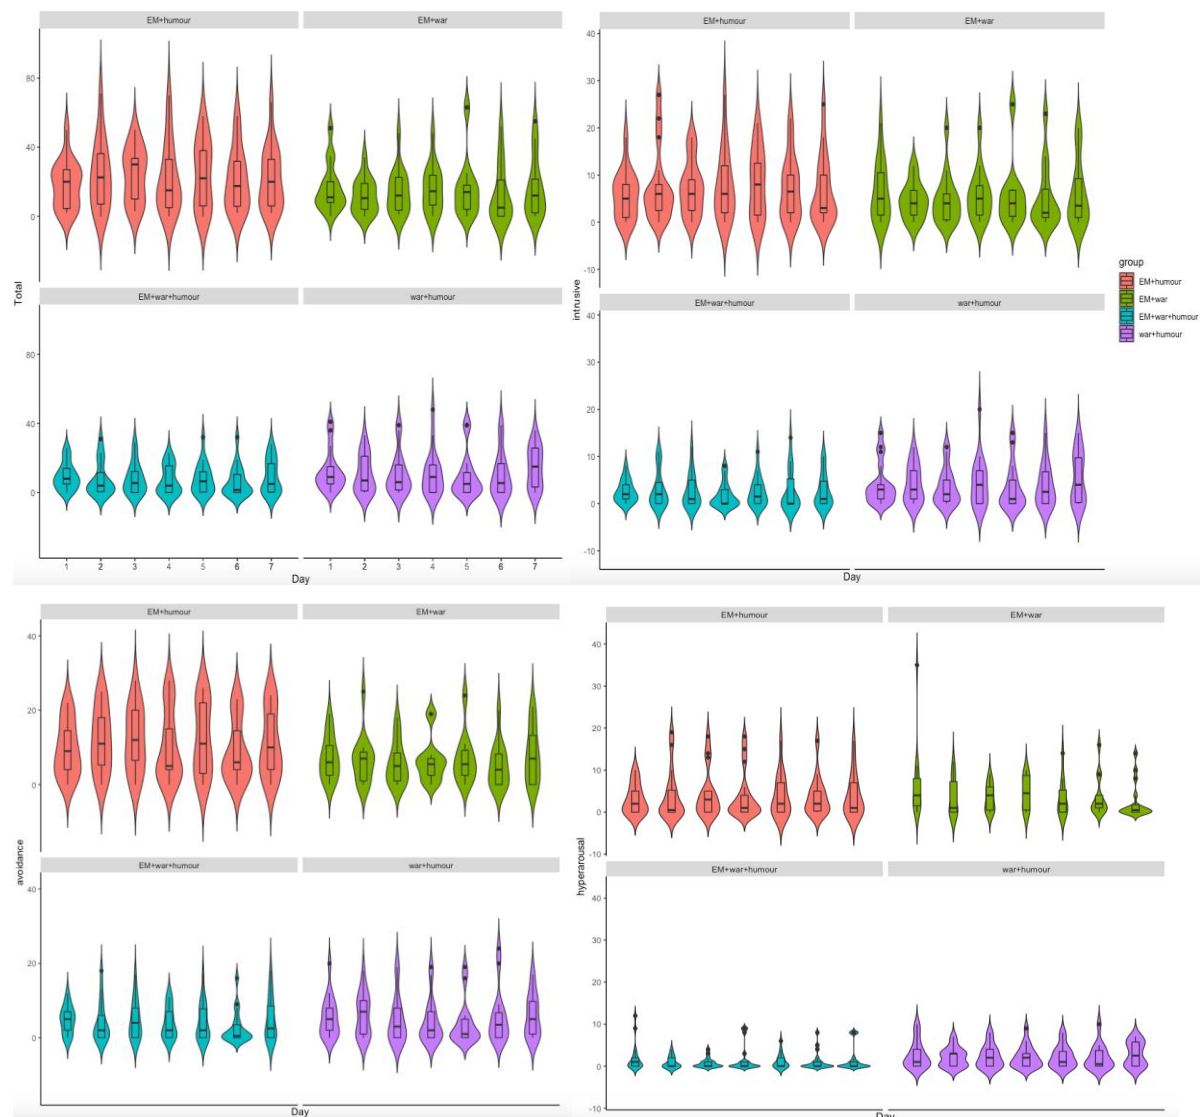 EM+humour EM+war
80
40
0
Total
EM+war+humour war+humour
80
40
0
1 2 3 4 5 6 7 1 2 3 4 5 6 7
Day
EM+humour EM+war
40
30
20
10
0
-10
intrusive
EM+war+humour war+humour
40
30
20
10
0
-10
Day
group
EM+humour
EM+war
EM+war+humour
war+humour
EM+humour EM+war
40
20
0
avoidance
EM+war+humour war+humour
40
20
0
Day
EM+humour EM+war
40
30
20
10
0
-10
hyperarousal
EM+war+humour war+humour
40
30
20
10
0
-10
Day